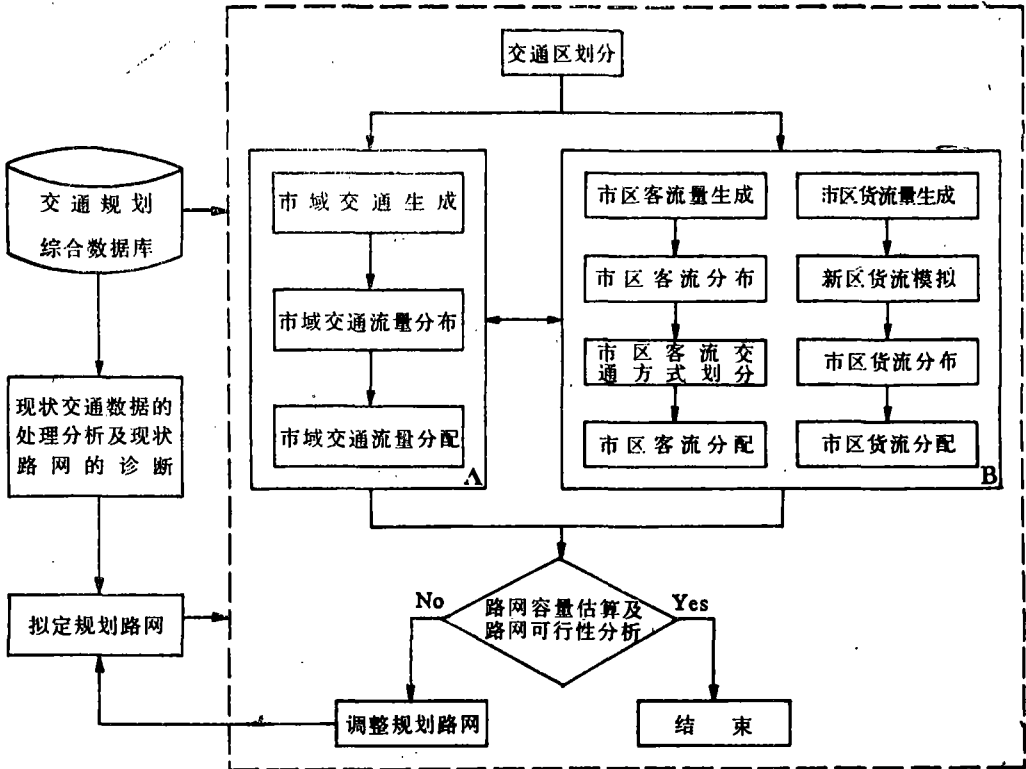 交通区划分
交通规划
综合数据库
现状交通数据的
处理分析及现状
路网的诊断
拟定规划路网
市域交通生成
市域交通流量分布
市域交通流量分配
A
市区客流量生成
市区客流分布
市区客流交
通方式划分
市区客流分配
市区货流量生成
新区货流模拟
市区货流分布
市区货流分配
B
No
路网容量估算及
路网可行性分析
Yes
调整规划路网
结束